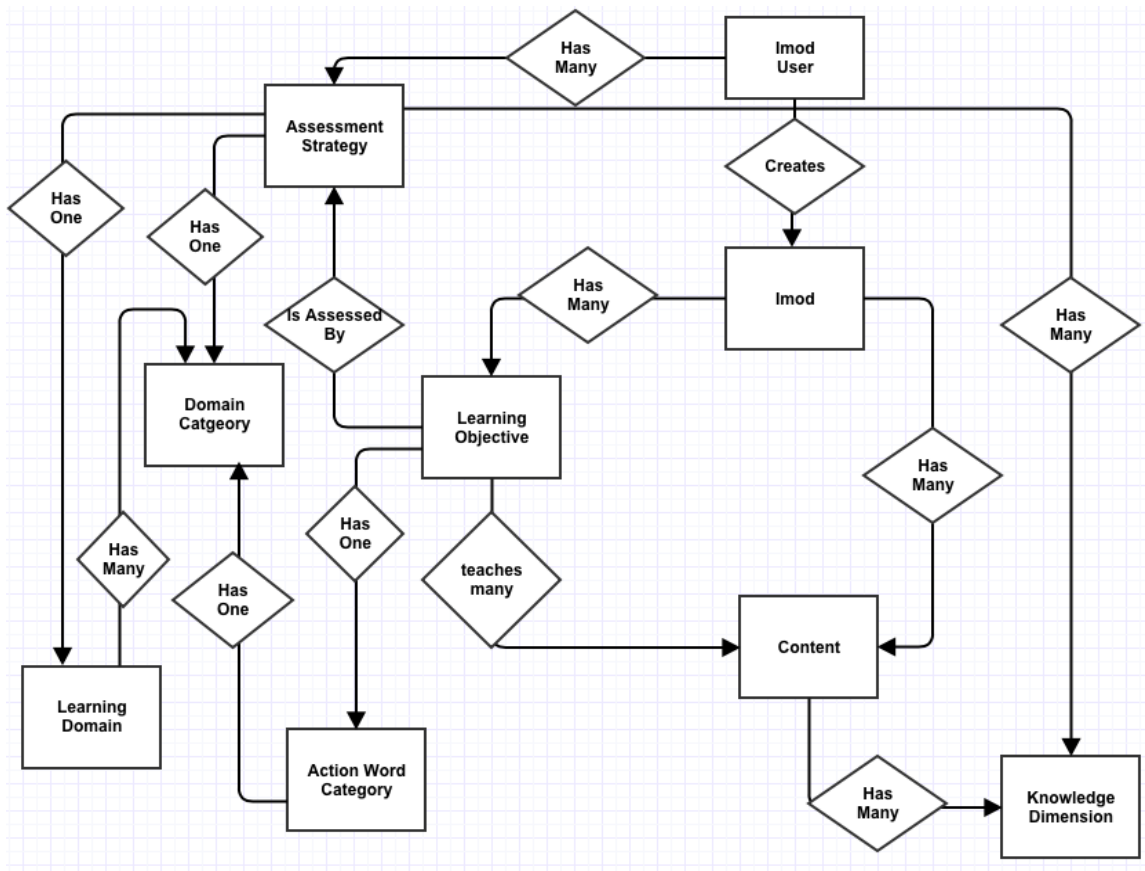 Has
Many
Imod
User
Assessment
Strategy
Creates
Has
One
Has
One
Has
Many
Imod
Is Assessed
By
Has
Many
Domain
Catgeory
Learning
Objective
Has
Many
Has
One
Has
Many
teaches
many
Has
One
Content
Learning
Domain
Action Word
Category
Has
Many
Knowledge
Dimension